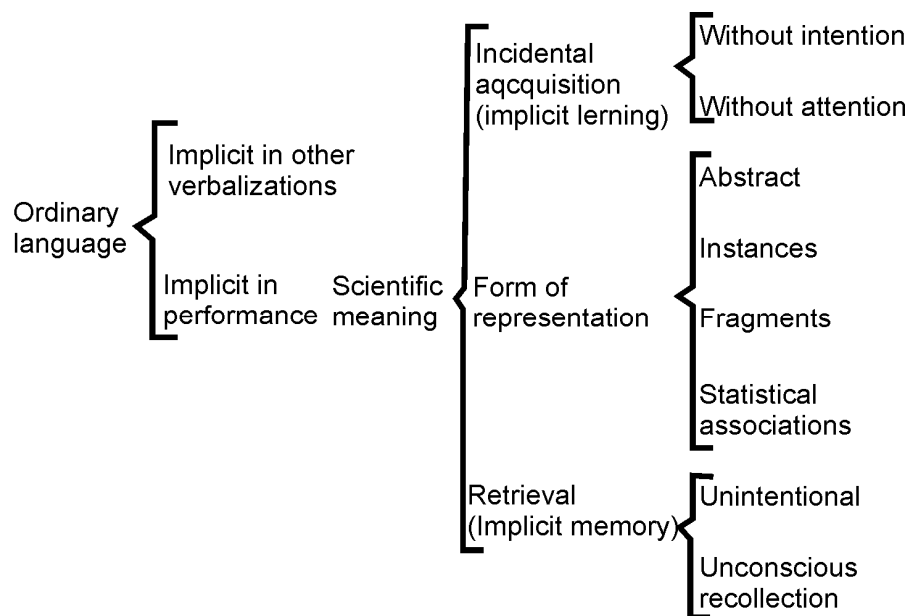 Ordinary
language
Implicit in other
verbalizations
Implicit in
performance
Scientific
meaning
Incidental
aqcquisition
(implicit lerning)
Without intention
Without attention
Form of
representation
Abstract
Instances
Fragments
Statistical
associations
Retrieval
(Implicit memory)
Unintentional
Unconscious
recollection